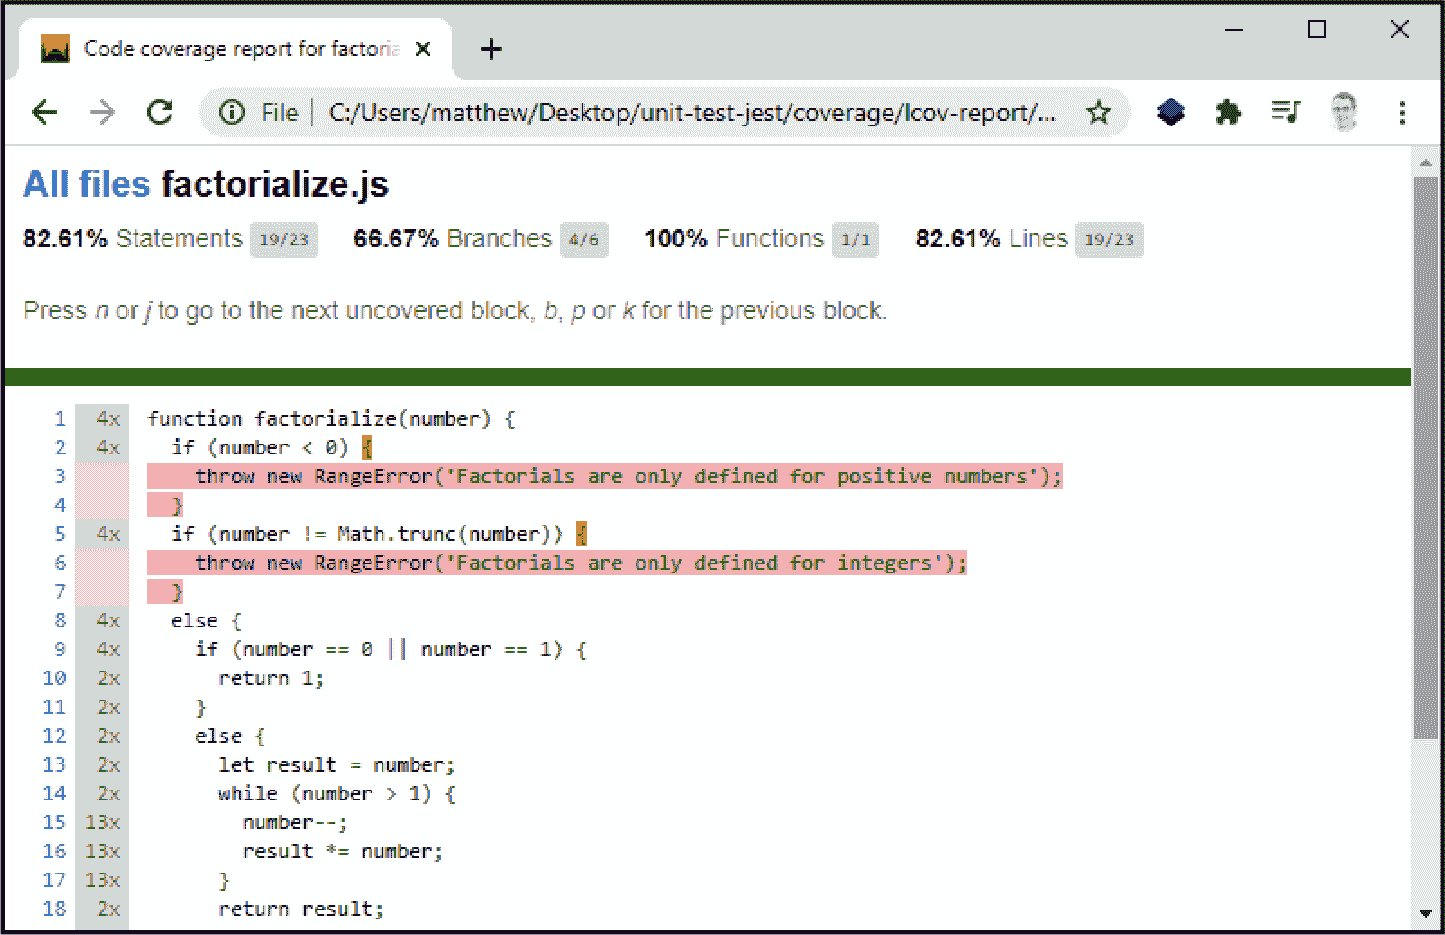 Code coverage report for factoria
File | C:/Users/matthew/Desktop/unit-test-jest/coverage/lcov-report/...
All files factorialize.js
82.61% Statements 19/23 66.67% Branches 4/6 100% Functions 1/1 82.61% Lines 19/23
Press n or j to go to the next uncovered block, b, p or k for the previous block.
1 4x function factorialize(number) {
2 4x if (number < 0) {
3 throw new RangeError('Factorials are only defined for positive numbers');
4 }
5 4x if (number != Math.trunc(number)) {
6 throw new RangeError('Factorials are only defined for integers');
7 }
8 4x else {
9 4x if (number == 0 || number == 1) {
10 2x return 1;
11 2x }
12 2x else {
13 2x let result = number;
14 2x while (number > 1) {
15 13x number--;
16 13x result *= number;
17 13x }
18 2x return result;